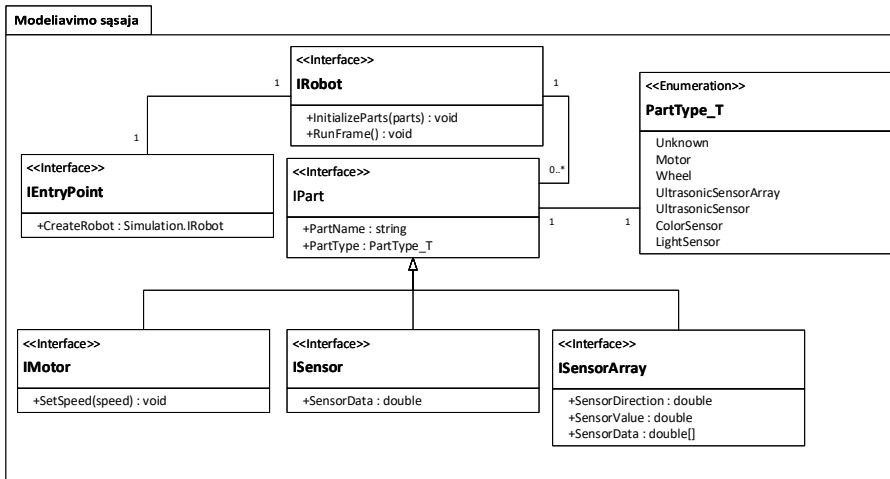 Modeliavimo sąsaja
<<Interface>>
IRobot
+InitializeParts(parts) : void
+RunFrame() : void
1
1
1
0..*
<<Enumeration>>
PartType_T
Unknown
Motor
Wheel
UltrasonicSensorArray
UltrasonicSensor
ColorSensor
LightSensor
<<Interface>>
IEntryPoint
+CreateRobot : Simulation.IRobot
<<Interface>>
IPart
+PartName : string
+PartType : PartType_T
1
1
<<Interface>>
IMotor
+SetSpeed(speed) : void
<<Interface>>
ISensor
+SensorData : double
<<Interface>>
ISensorArray
+SensorDirection : double
+SensorValue : double
+SensorData : double[]